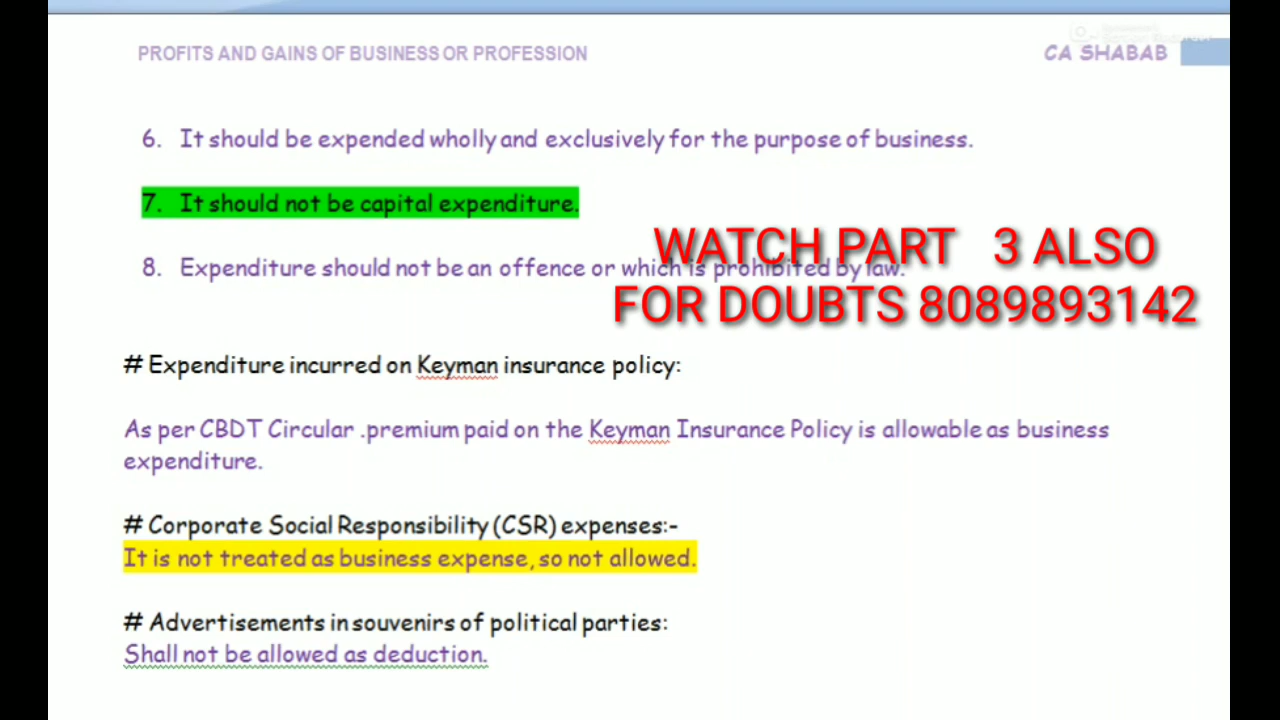 PROFITS AND GAINS OF BUSINESS OR PROFESSION
CA SHABAB
6. It should be expended wholly and exclusively for the purpose of business.
7. It should not be capital expenditure.
8. Expenditure should not be an offence or which is prohibited by law.
WATCH PART 3 ALSO
FOR DOUBTS 8089893142
# Expenditure incurred on Keyman insurance policy:
As per CBDT Circular .premium paid on the Keyman Insurance Policy is allowable as business
expenditure.
# Corporate Social Responsibility (CSR) expenses:-
It is not treated as business expense, so not allowed.
# Advertisements in souvenirs of political parties:
Shall not be allowed as deduction.